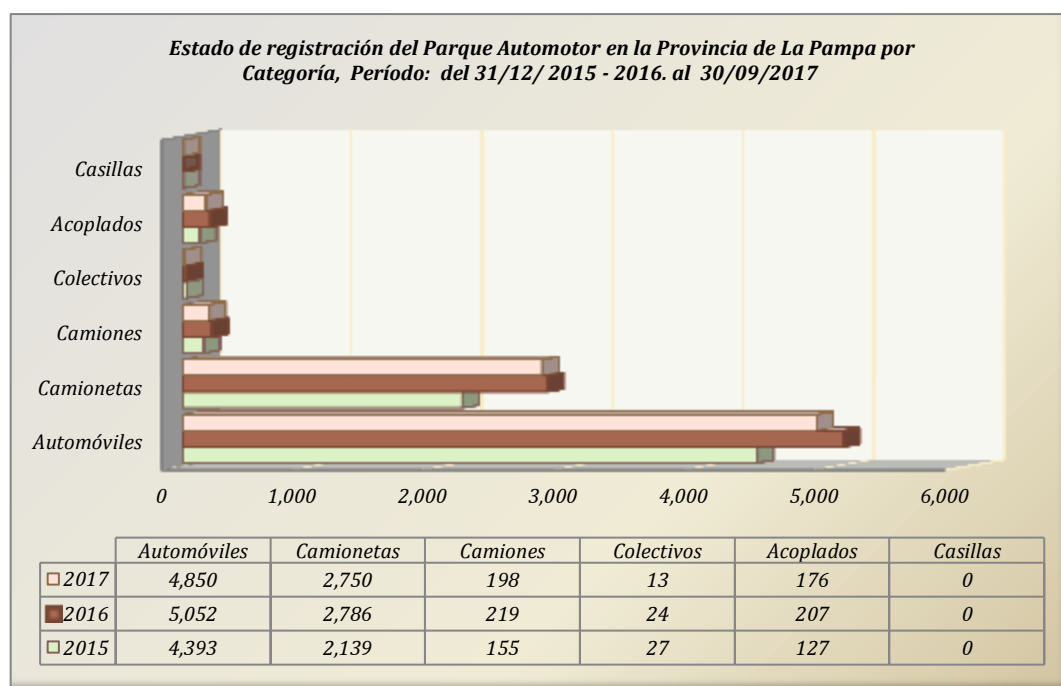 Estado de registración del Parque Automotor en la Provincia de La Pampa por
Categoría, Período: del 31/12/ 2015 - 2016. al 30/09/2017
Casillas
Acoplados
Colectivos
Camiones
Camionetas
Automóviles
0 1,000 2,000 3,000 4,000 5,000 6,000
Automóviles Camionetas Camiones Colectivos Acoplados Casillas
2017 4,850 2,750 198 13 176 0
2016 5,052 2,786 219 24 207 0
2015 4,393 2,139 155 27 127 0